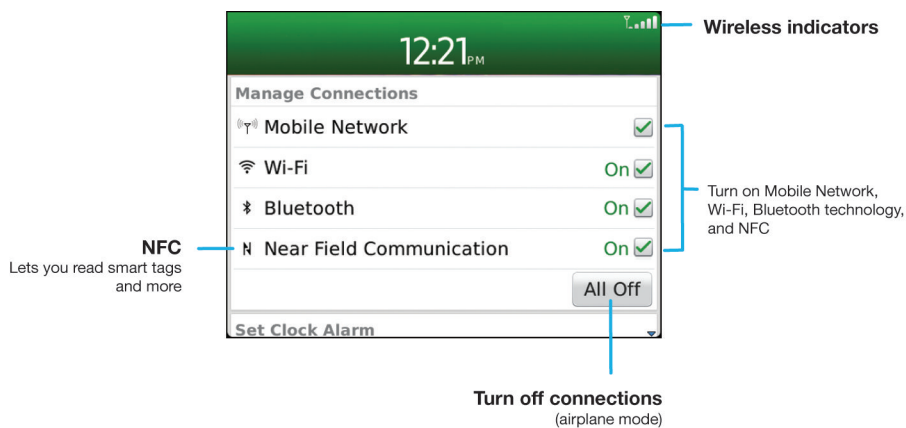 Wireless indicators
12:21 PM
Manage Connections
Mobile Network
Wi-Fi On
Bluetooth On
Near Field Communication On
All Off
Set Clock Alarm
Turn on Mobile Network,
Wi-Fi, Bluetooth technology,
and NFC
NFC
Lets you read smart tags
and more
Turn off connections
(airplane mode)